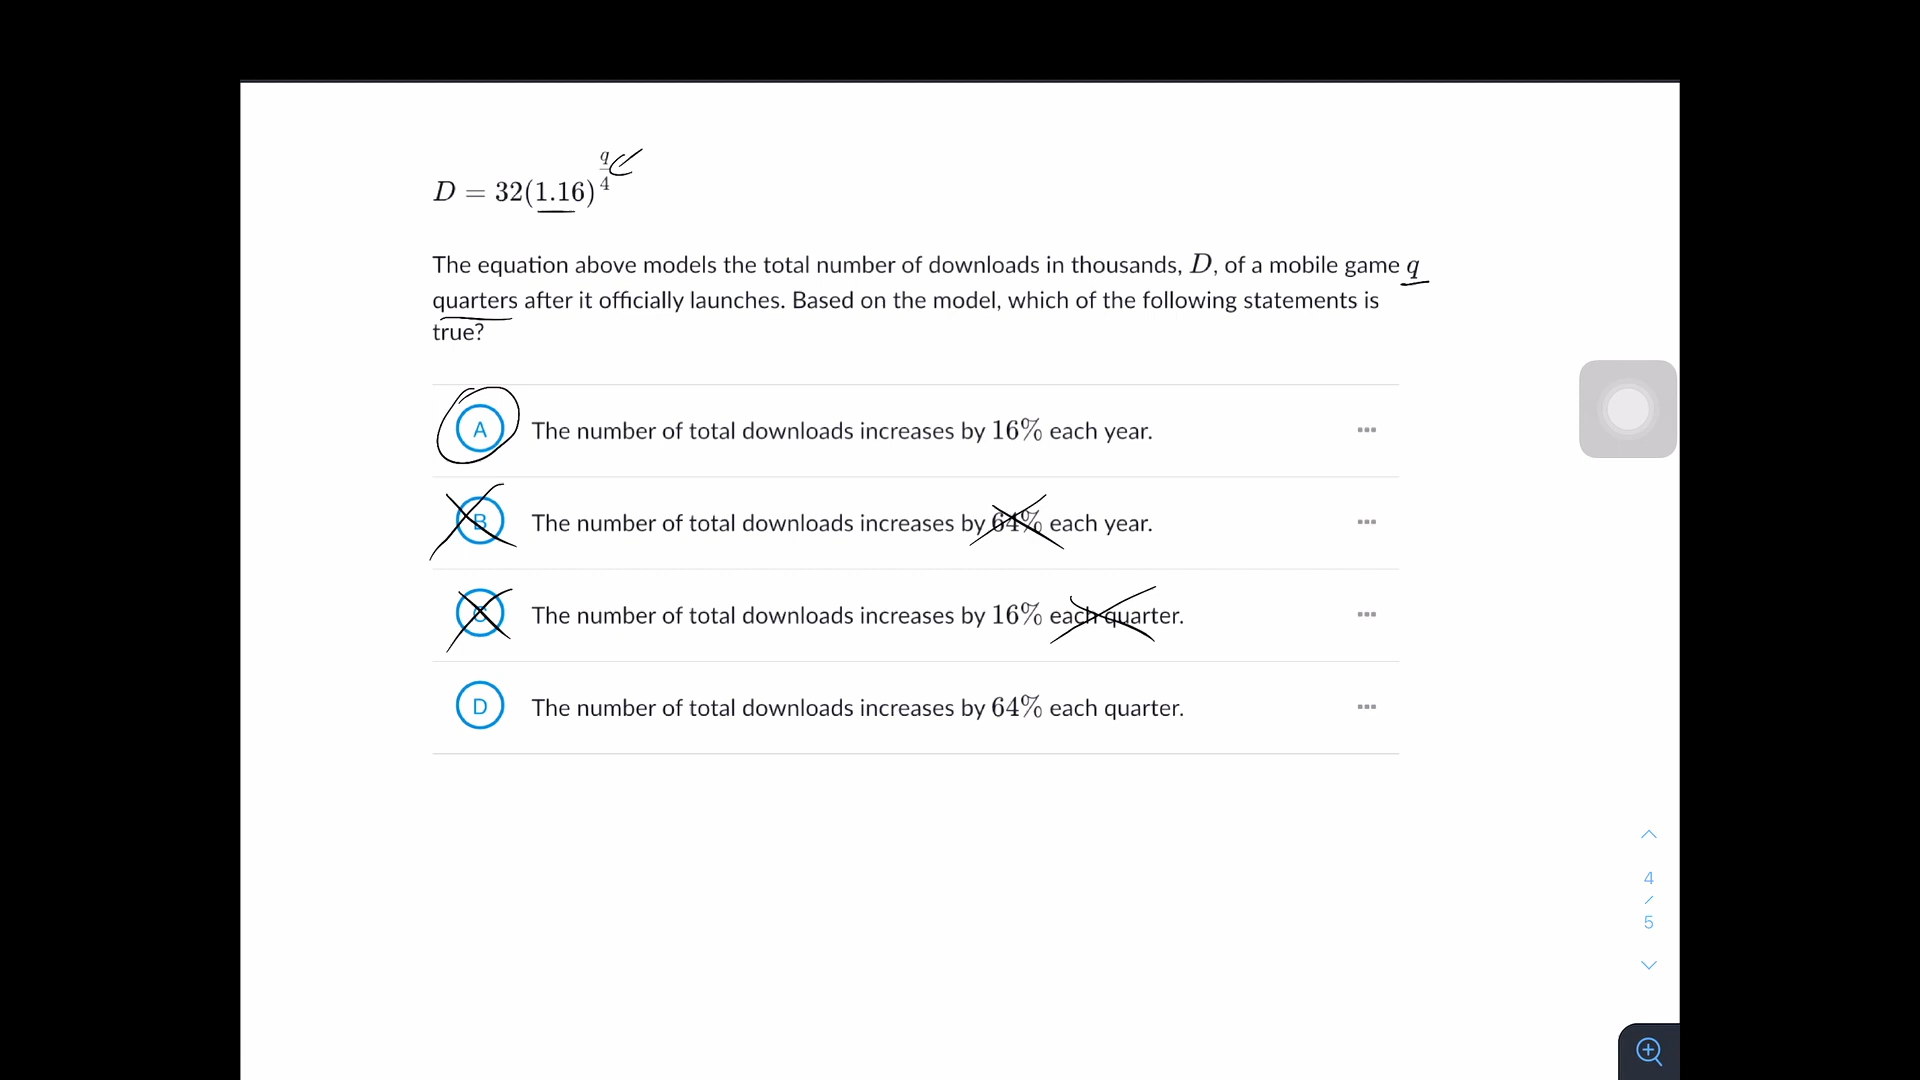 D = 32(1.16)^(q/4)
The equation above models the total number of downloads in thousands, D, of a mobile game q
quarters after it officially launches. Based on the model, which of the following statements is
true?
A The number of total downloads increases by 16% each year.
B The number of total downloads increases by 64% each year.
C The number of total downloads increases by 16% each quarter.
D The number of total downloads increases by 64% each quarter.
4
/
5